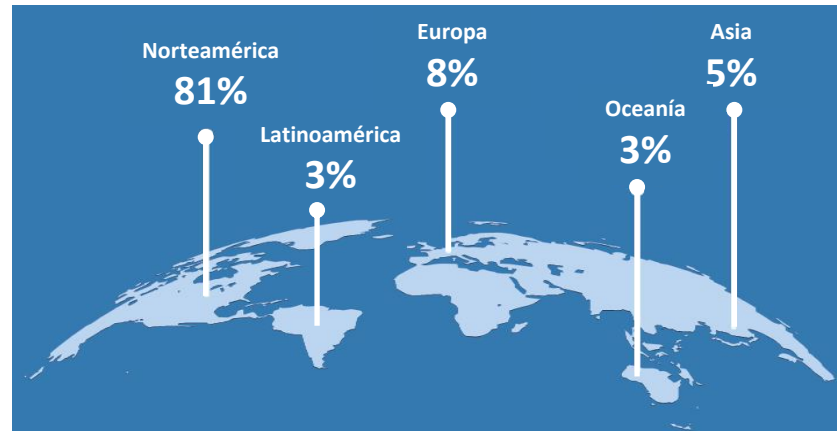 Norteamérica
81%
Latinoamérica
3%
Europa
8%
Oceanía
3%
Asia
5%